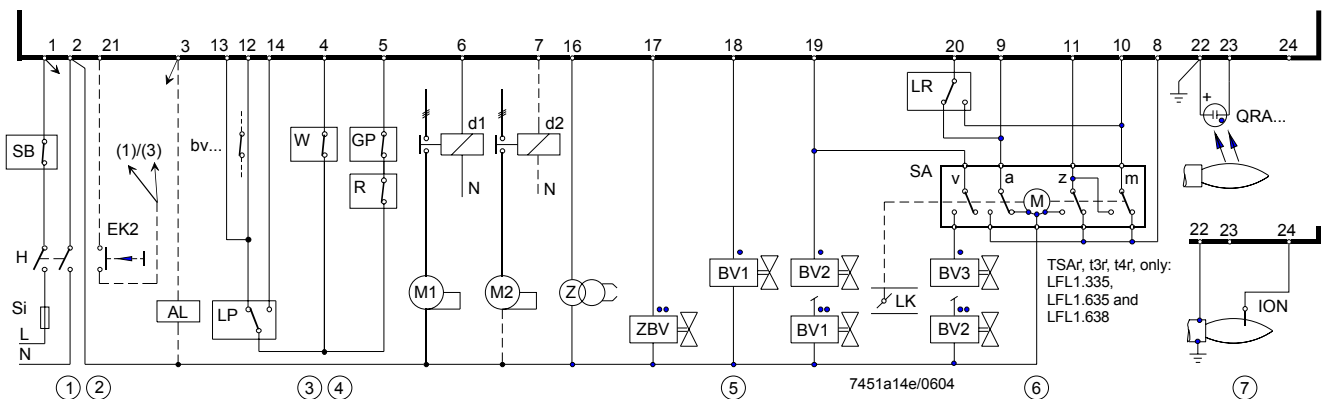 1 2 21 3 13 12 14 4 5 6 7 16 17 18 19 20 9 11 10 8 22 23 24
LR
+
QRA...
d1 d2
SB
(1)/(3)
bv...
W
GP
N N
R
SA
v a z m
M
EK2
H
22 23 24
BV1
BV2
BV3
TSA', t3', t4', only:
LFL1.335,
LFL1.635 and
LFL1.638
M1
M2
Z
Si
AL
LP
LK
ION
L
ZBV
BV1
BV2
N
1 2 3 4 5 7451a14e/0604 6 7